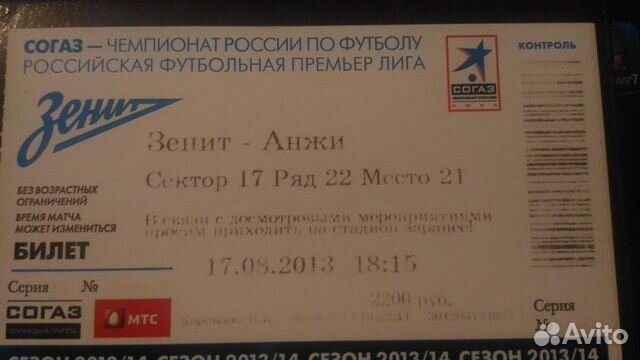 СОГАЗ – ЧЕМПИОНАТ РОССИИ ПО ФУТБОЛУ
РОССИЙСКАЯ ФУТБОЛЬНАЯ ПРЕМЬЕР ЛИГА
КОНТРОЛЬ
СОГАЗ
ЧЕМПИОНАТ РОССИИ
Зенит
Зенит - Анжи
Сектор 17 Ряд 22 Место 21
БЕЗ ВОЗРАСТНЫХ
ОГРАНИЧЕНИЙ
ВРЕМЯ МАТЧА
МОЖЕТ ИЗМЕНИТЬСЯ
БИЛЕТ
В связи с досмотровыми мероприятиями
просим приходить на стадион заранее!
17.08.2013 18:15
2200 руб.
Серия №
СОГАЗ
СТРАХОВАЯ ГРУППА
МТС
Серия
№
СЕЗОН 2013/14 СЕЗОН 2013/14 СЕЗОН 2013/14 СЕЗОН 2013/14
Avito